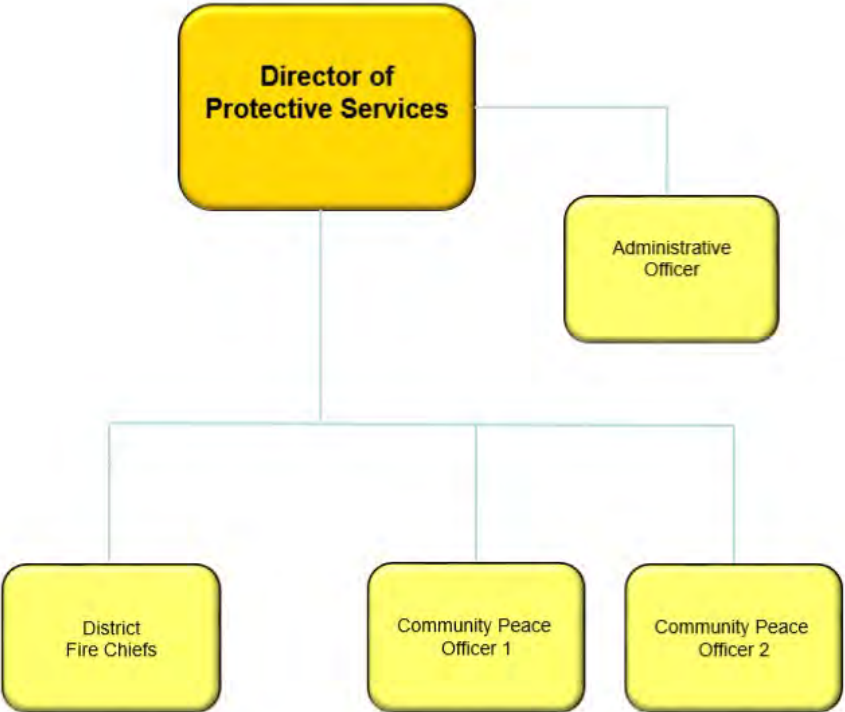 Director of
Protective Services
Administrative
Officer
District
Fire Chiefs
Community Peace
Officer 1
Community Peace
Officer 2